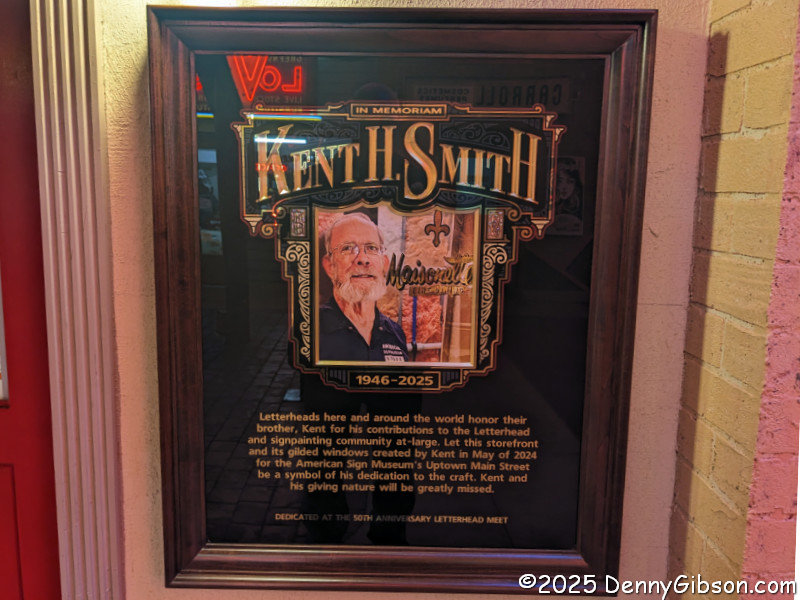 IN MEMORIAM
KENT H. SMITH
1946-2025
Letterheads here and around the world honor their
brother, Kent for his contributions to the Letterhead
and signpainting community at-large. Let this storefront
and its gilded windows created by Kent in May of 2024
for the American Sign Museum's Uptown Main Street
be a symbol of his dedication to the craft. Kent and
his giving nature will be greatly missed.
DEDICATED AT THE 50TH ANNIVERSARY LETTERHEAD MEET
©2025 DennyGibson.com